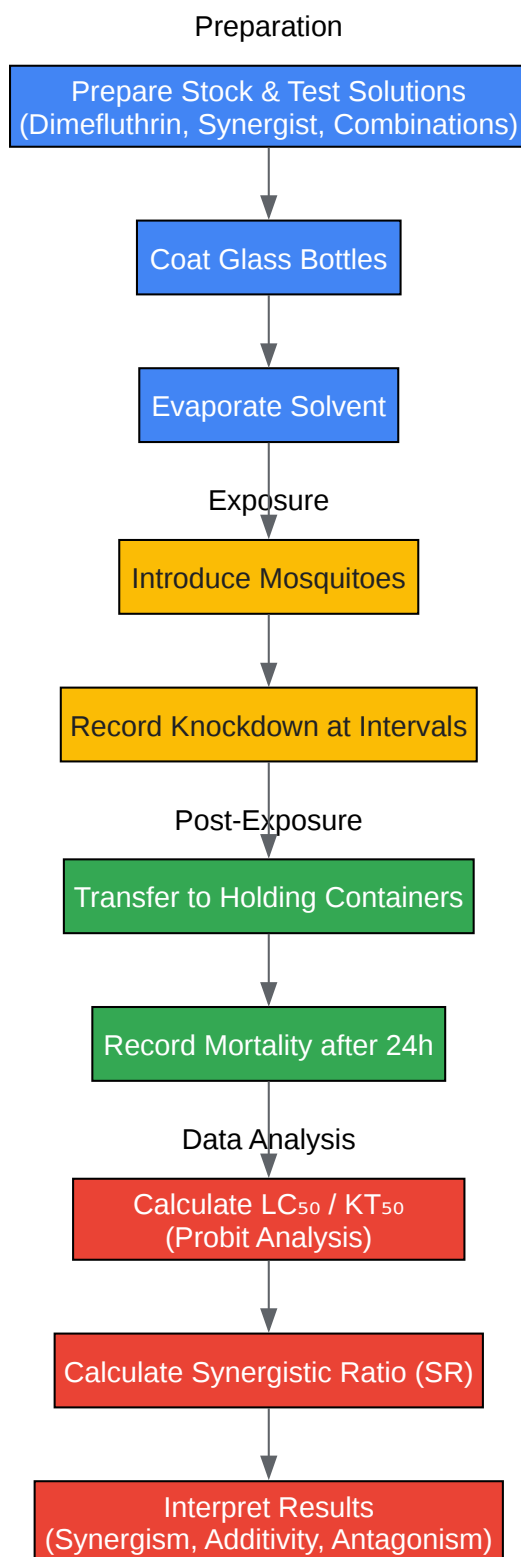 Preparation
Prepare Stock & Test Solutions
(Dimefluthrin, Synergist, Combinations)
Coat Glass Bottles
Evaporate Solvent
Exposure
Introduce Mosquitoes
Record Knockdown at Intervals
Post-Exposure
Transfer to Holding Containers
Record Mortality after 24h
Data Analysis
Calculate LC₅₀ / KT₅₀
(Probit Analysis)
Calculate Synergistic Ratio (SR)
Interpret Results
(Synergism, Additivity, Antagonism)